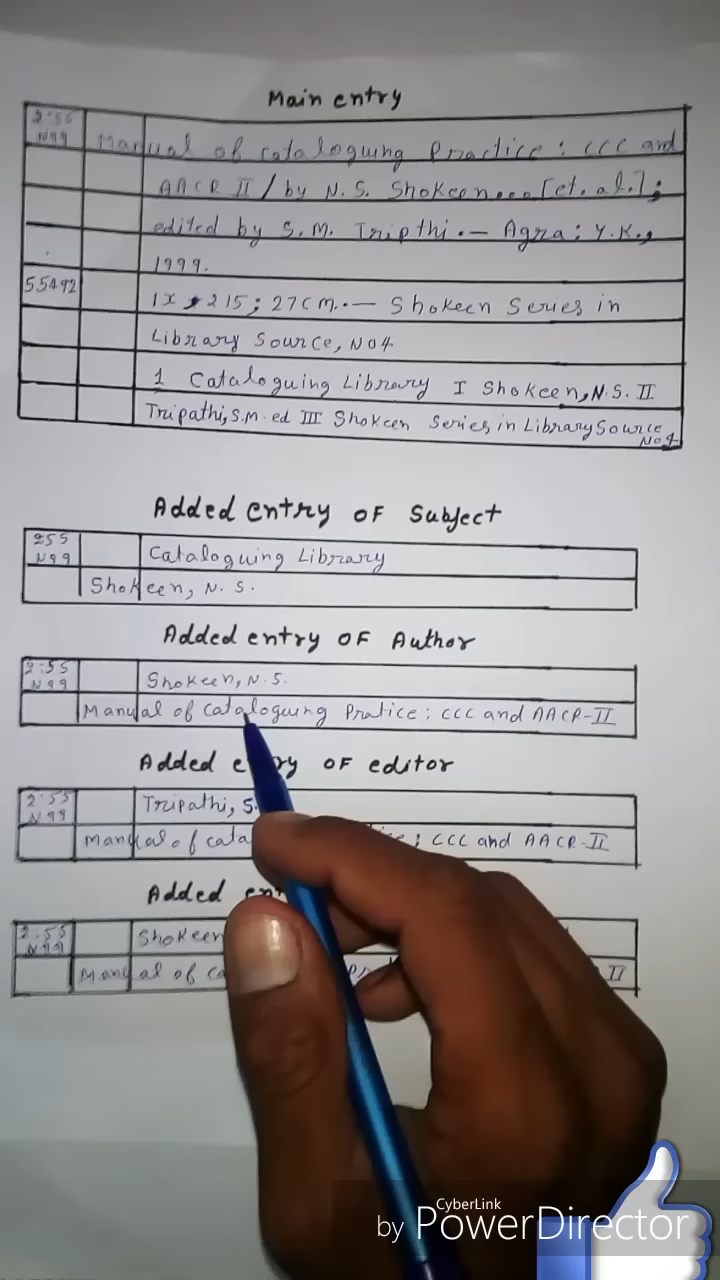 Main entry
2:55
N99
Manual of cataloguing Practice: CCC and
AACR II / by N. S. Shokeen... [et. al.];
edited by S. M. Tripthi. — Agra: Y.K.,
1999.
55492
IX, 215; 27cm. — Shokeen Series in
Library Source, No4.
1 Cataloguing Library I Shokeen, N.S. II
Tripathi, S.M. ed III Shokeen Series in Library Source
No4
Added entry OF Subject
255
N99
Cataloguing Library
Shokeen, N. S.
Added entry OF Author
2:55
N99
Shokeen, N. S.
Manual of Cataloguing Pratice: CCC and AACR-II
Added entry OF editor
2:55
N99
Tripathi, S.
Manual of cata : CCC and AACR-II
Added ent
2:55
N99
Shokeen
Manual of ca Pr II
CyberLink
by PowerDirector